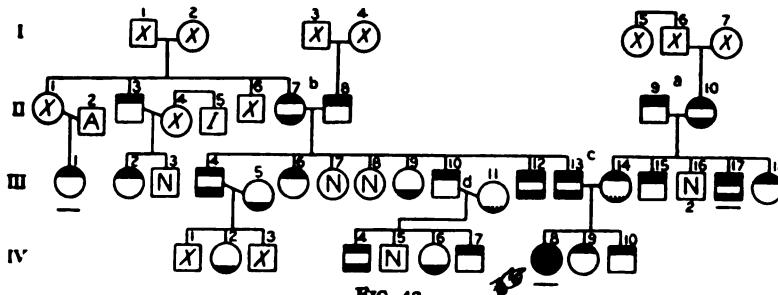 1 2 3 4 5 6 7
I X X X X X X X
b a
1 2 3 4 5 6 7 8 9 10
II X A X I X
c
1 2 3 4 5 6 7 8 9 10 11 12 13 14 15 16 17
III N N N d N
2
1 2 3 4 5 6 7 8 9 10
IV X X N